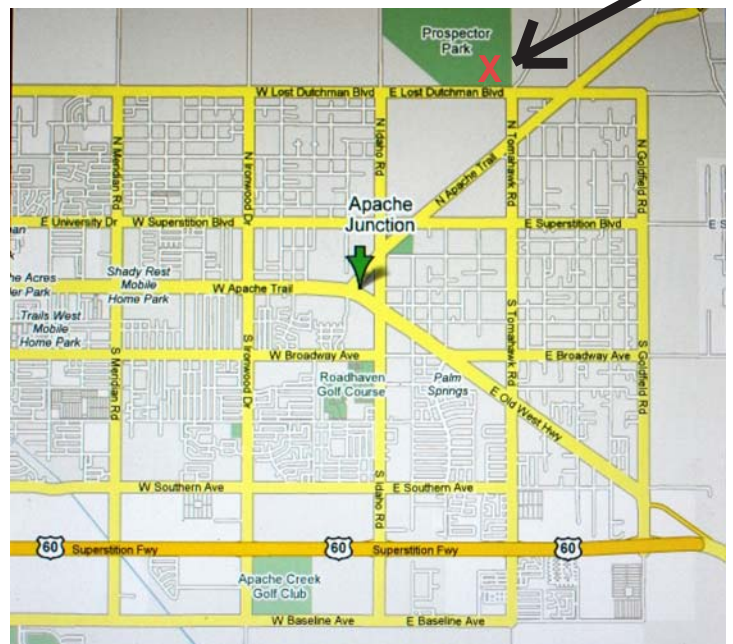 Prospector
Park
X
W Lost Dutchman Blvd
E Lost Dutchman Blvd
N Meridian Rd
N Ironwood Dr
N Idaho Rd
N Apache Trail
N Tomahawk Rd
N Goldfield Rd
Apache
Junction
E University Dr
W Superstition Blvd
E Superstition Blvd
E S
he Acres
er Park
Shady Rest
Mobile
Home Park
W Apache Trail
Trails West
Mobile
Home Park
S Meridian Rd
S Ironwood Dr
S Tomahawk Rd
S Goldfield Rd
W Broadway Ave
E Broadway Ave
Roadhaven
Golf Course
Palm
Springs
E Old West Hwy
S Idaho Rd
W Southern Ave
E Southern Ave
60
Superstition Fwy
60
Superstition Fwy
60
Apache Creek
Golf Club
W Baseline Ave
E Baseline Ave